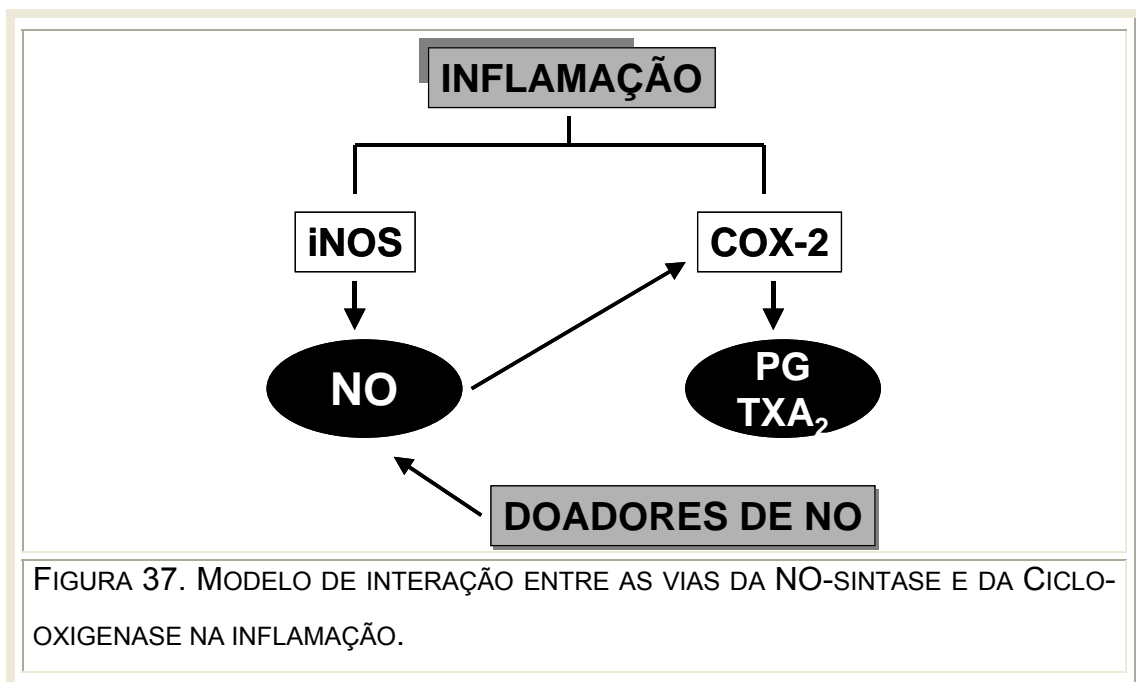 INFLAMAÇÃO
iNOS
COX-2
NO
PG
TXA₂
DOADORES DE NO
FIGURA 37. MODELO DE INTERAÇÃO ENTRE AS VIAS DA NO-SINTASE E DA CICLO-
OXIGENASE NA INFLAMAÇÃO.